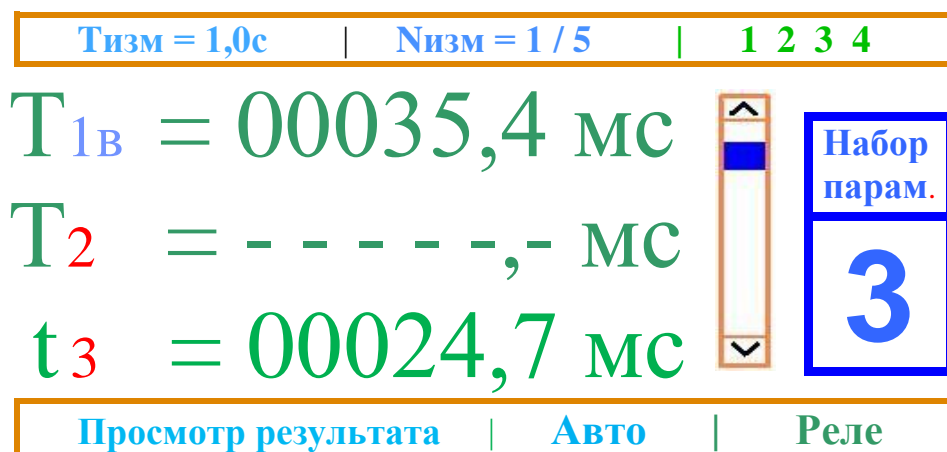 Тизм = 1,0с | Nизм = 1 / 5 | 1 2 3 4
T1в = 00035,4 мс
T2 = - - - - -,- мс
t3 = 00024,7 мс
Набор
парам.
3
Просмотр результата | Авто | Реле